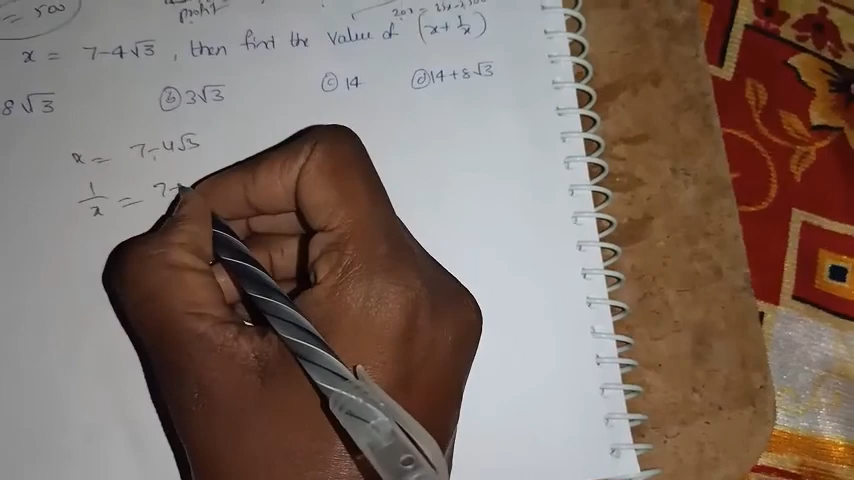 = 500
profit
x = 7-4√3 , then find the value of (x+1/x)
8√3 ⓑ 3√3 ⓒ 14 ⓓ 14+8√3
x = 7-4√3
1/x = 7+